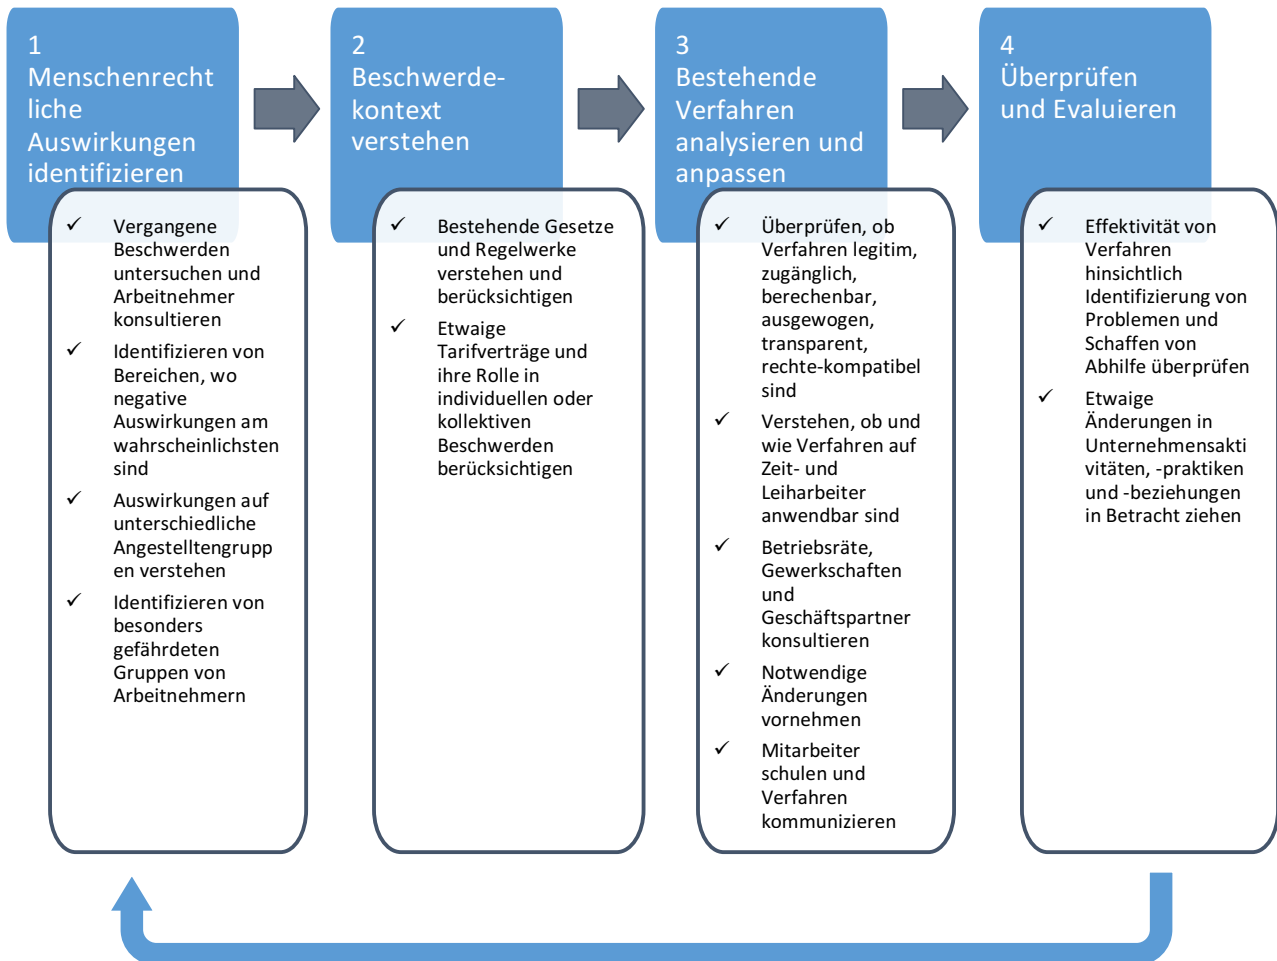 1
Menschenrecht
liche
Auswirkungen
identifizieren
Vergangene
Beschwerden
untersuchen und
Arbeitnehmer
konsultieren
Identifizieren von
Bereichen, wo
negative
Auswirkungen am
wahrscheinlichsten
sind
Auswirkungen auf
unterschiedliche
Angestelltengrupp
en verstehen
Identifizieren von
besonders
gefährdeten
Gruppen von
Arbeitnehmern
2
Beschwerde-
kontext
verstehen
Bestehende Gesetze
und Regelwerke
verstehen und
berücksichtigen
Etwaige
Tarifverträge und
ihre Rolle in
individuellen oder
kollektiven
Beschwerden
berücksichtigen
3
Bestehende
Verfahren
analysieren und
anpassen
Überprüfen, ob
Verfahren legitim,
zugänglich,
berechenbar,
ausgewogen,
transparent,
rechte-kompatibel
sind
Verstehen, ob und
wie Verfahren auf
Zeit- und
Leiharbeiter
anwendbar sind
Betriebsräte,
Gewerkschaften
und
Geschäftspartner
konsultieren
Notwendige
Änderungen
vornehmen
Mitarbeiter
schulen und
Verfahren
kommunizieren
4
Überprüfen
und Evaluieren
Effektivität von
Verfahren
hinsichtlich
Identifizierung von
Problemen und
Schaffen von
Abhilfe überprüfen
Etwaige
Änderungen in
Unternehmensakti
vitäten, -praktiken
und -beziehungen
in Betracht ziehen